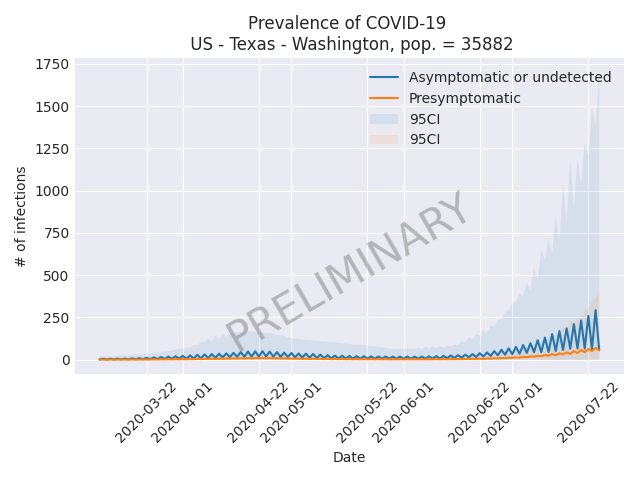 Prevalence of COVID-19
US - Texas - Washington, pop. = 35882
1750
1500
1250
1000
750
500
250
0
# of infections
Asymptomatic or undetected
Presymptomatic
95CI
95CI
PRELIMINARY
2020-03-22
2020-04-01
2020-04-22
2020-05-01
2020-05-22
2020-06-01
2020-06-22
2020-07-01
2020-07-22
Date